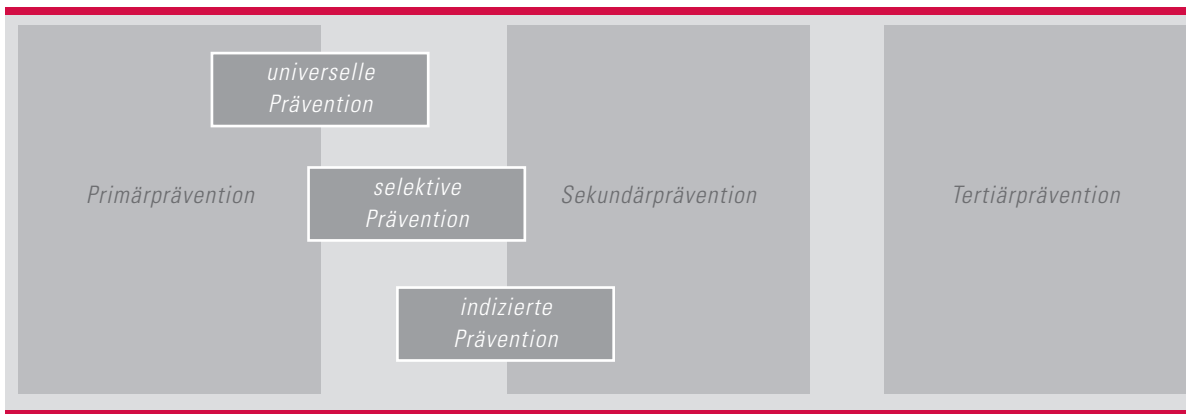 universelle
Prävention
Primärprävention
selektive
Prävention
Sekundärprävention
Tertiärprävention
indizierte
Prävention